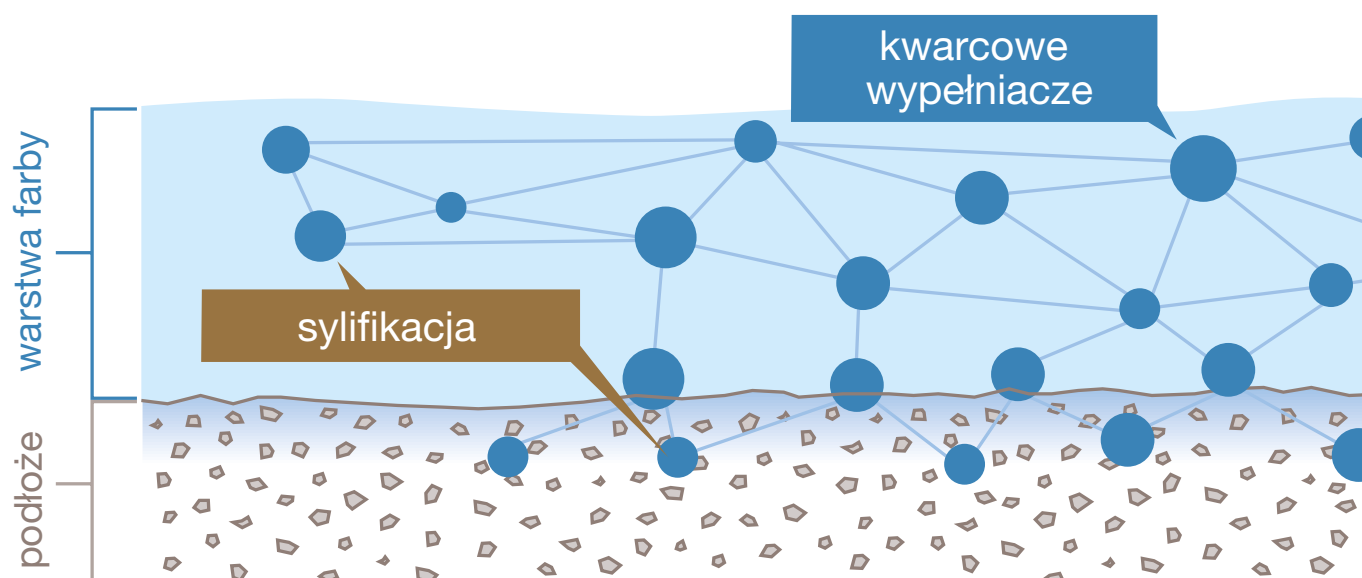 kwarcowe
wypełniacze
warstwa farby
sylifikacja
podłoże